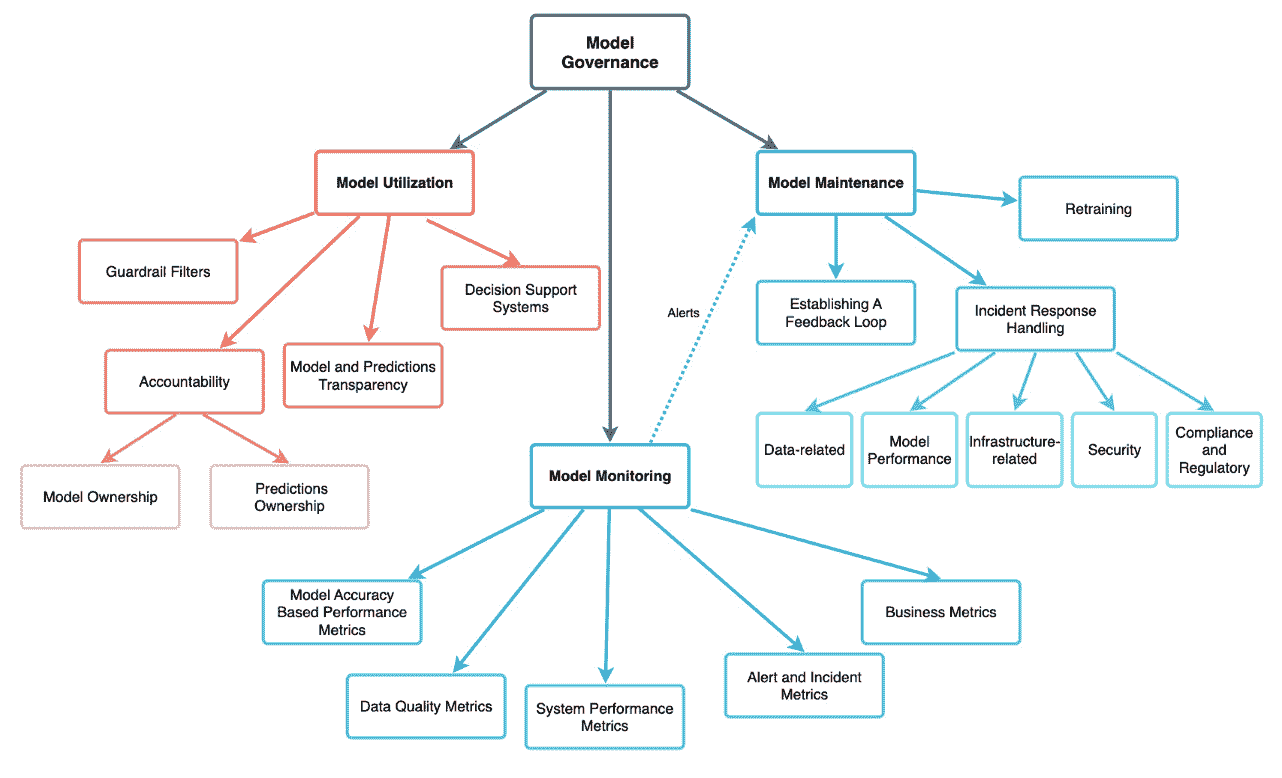 Model
Governance
Model Utilization
Model Maintenance
Retraining
Guardrail Filters
Decision Support
Systems
Establishing A
Feedback Loop
Incident Response
Handling
Alerts
Accountability
Model and Predictions
Transparency
Data-related
Model
Performance
Infrastructure-
related
Security
Compliance
and
Regulatory
Model Ownership
Predictions
Ownership
Model Monitoring
Model Accuracy
Based Performance
Metrics
Business Metrics
Data Quality Metrics
System Performance
Metrics
Alert and Incident
Metrics